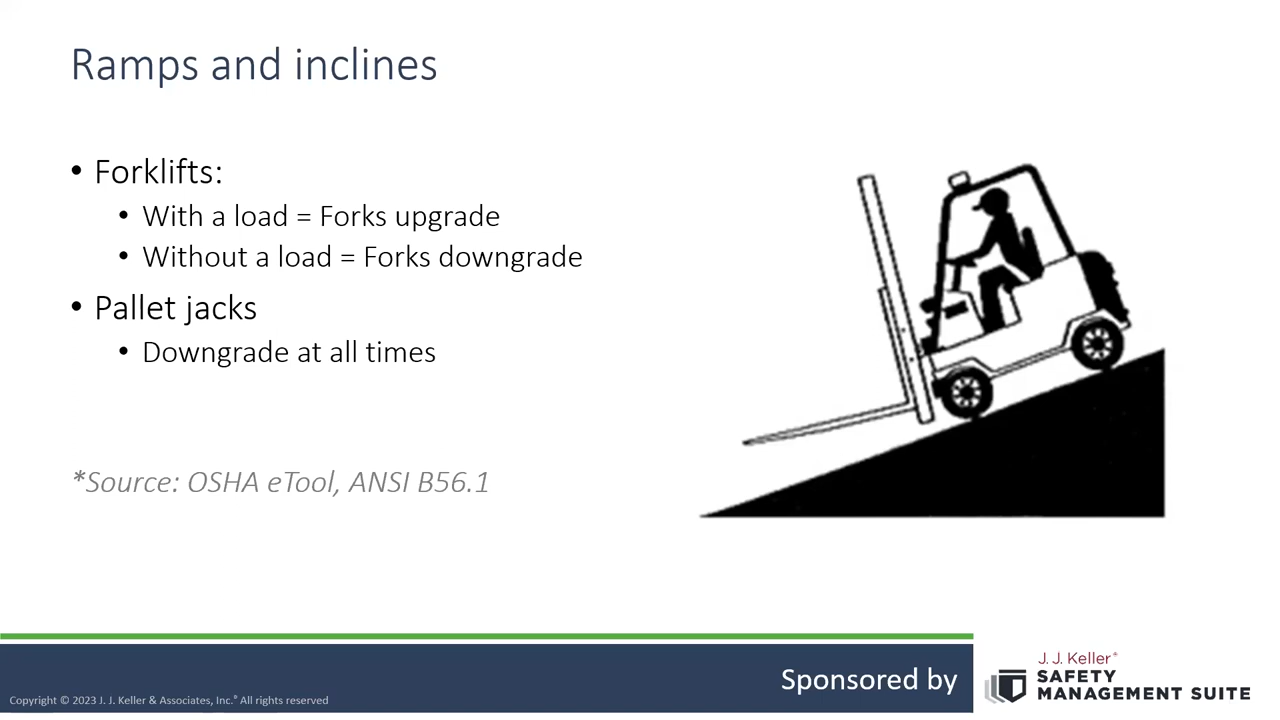 Ramps and inclines
• Forklifts:
• With a load = Forks upgrade
• Without a load = Forks downgrade
• Pallet jacks
• Downgrade at all times
*Source: OSHA eTool, ANSI B56.1
Sponsored by
J. J. Keller®
SAFETY
MANAGEMENT SUITE
Copyright © 2023 J. J. Keller & Associates, Inc.® All rights reserved